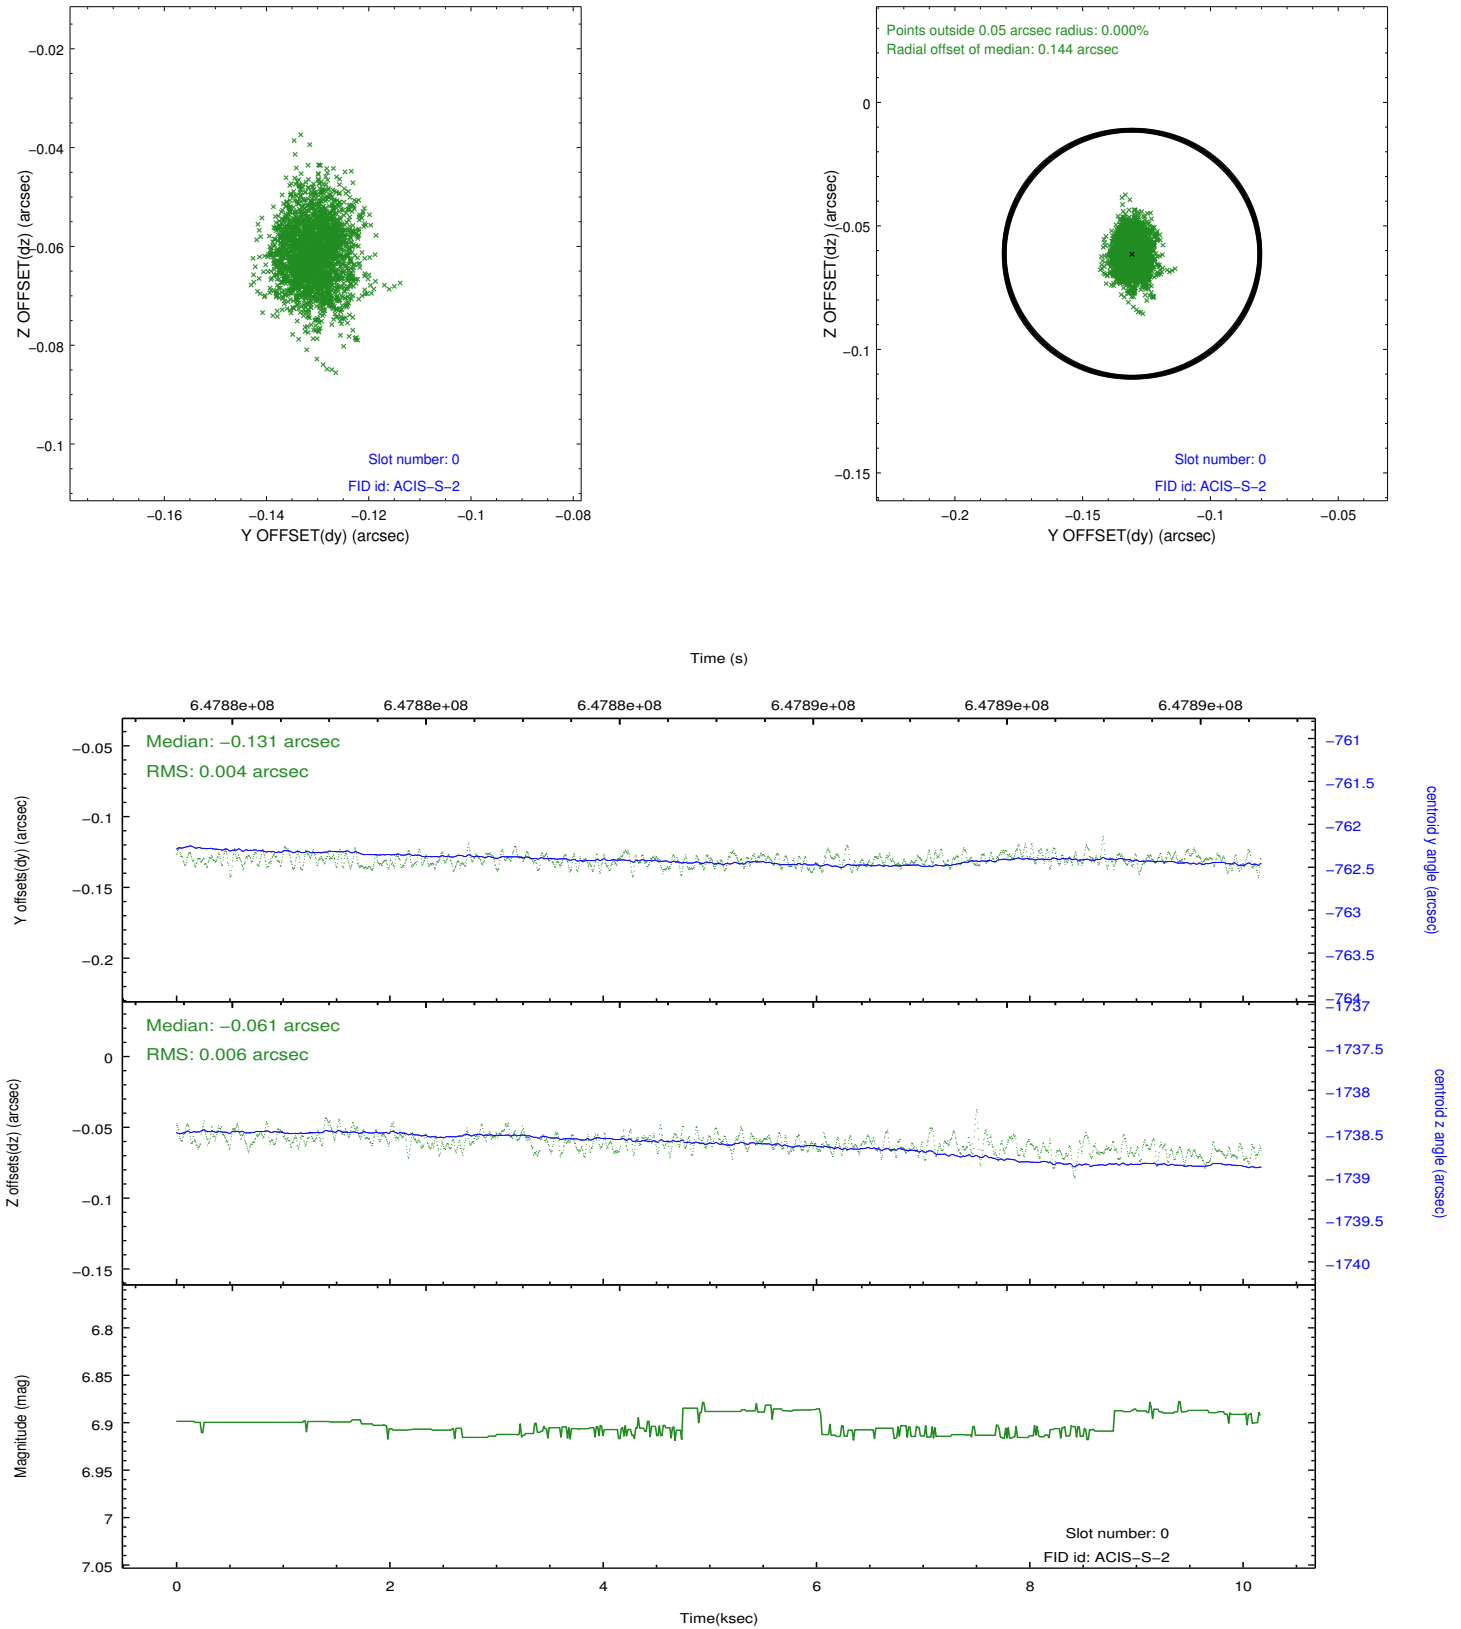 −0.02
−0.04
−0.06
−0.08
−0.1
Z OFFSET(dz) (arcsec)
Slot number: 0
FID id: ACIS−S−2
−0.16 −0.14 −0.12 −0.1 −0.08
Y OFFSET(dy) (arcsec)
Points outside 0.05 arcsec radius: 0.000%
Radial offset of median: 0.144 arcsec
0
−0.05
−0.1
−0.15
Z OFFSET(dz) (arcsec)
Slot number: 0
FID id: ACIS−S−2
−0.2 −0.15 −0.1 −0.05
Y OFFSET(dy) (arcsec)
Time (s)
6.4788e+08 6.4788e+08 6.4788e+08 6.4789e+08 6.4789e+08 6.4789e+08
Median: −0.131 arcsec
RMS: 0.004 arcsec
−0.05
−0.1
−0.15
−0.2
Y offsets(dy) (arcsec)
−761
−761.5
−762
−762.5
−763
−763.5
−764
centroid y angle (arcsec)
Median: −0.061 arcsec
RMS: 0.006 arcsec
0
−0.05
−0.1
−0.15
Z offsets(dz) (arcsec)
−1737
−1737.5
−1738
−1738.5
−1739
−1739.5
−1740
centroid z angle (arcsec)
6.8
6.85
6.9
6.95
7
7.05
Magnitude (mag)
Slot number: 0
FID id: ACIS−S−2
0 2 4 6 8 10
Time(ksec)